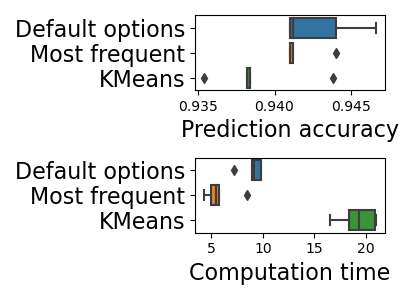 Default options
Most frequent
KMeans
0.935 0.940 0.945
Prediction accuracy
Default options
Most frequent
KMeans
5 10 15 20
Computation time